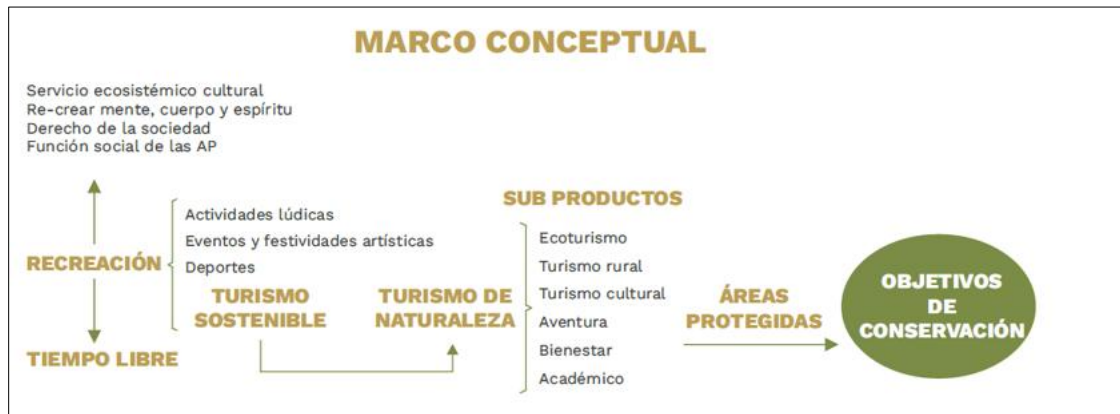 MARCO CONCEPTUAL
Servicio ecosistémico cultural
Re-crear mente, cuerpo y espíritu
Derecho de la sociedad
Función social de las AP
RECREACIÓN
TIEMPO LIBRE
Actividades lúdicas
Eventos y festividades artísticas
Deportes
TURISMO
SOSTENIBLE
TURISMO DE
NATURALEZA
SUB PRODUCTOS
Ecoturismo
Turismo rural
Turismo cultural
Aventura
Bienestar
Académico
ÁREAS
PROTEGIDAS
OBJETIVOS
DE
CONSERVACIÓN